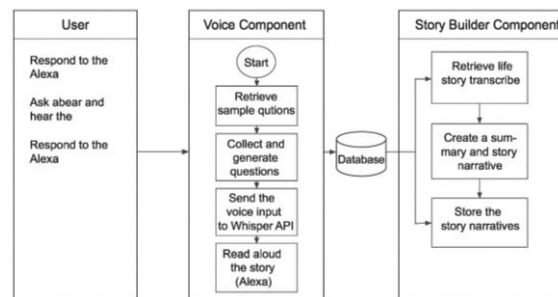 User
Respond to the
Alexa
Ask abear and
hear the
Respond to the
Alexa
Voice Component
Start
Retrieve
sample qutions
Collect and
generate
questions
Send the
voice input
to Whisper API
Read aloud
the story
(Alexa)
Database
Story Builder Component
Retrieve life
story transcribe
Create a sum-
mary and story
narrative
Store the
story narratives